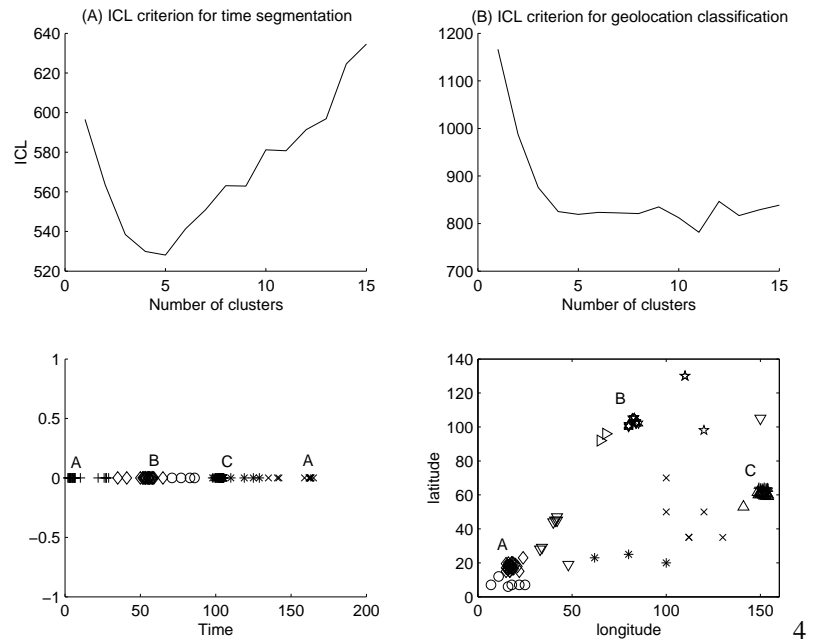 (A) ICL criterion for time segmentation
640
620
600
580
560
540
520
ICL
0 5 10 15
Number of clusters
(B) ICL criterion for geolocation classification
1200
1100
1000
900
800
700
0 5 10 15
Number of clusters
1
0.5
0
−0.5
−1
A B C A
0 50 100 150 200
Time
140
120
100
80
60
40
20
0
latitude
B
C
A
0 50 100 150
longitude
4